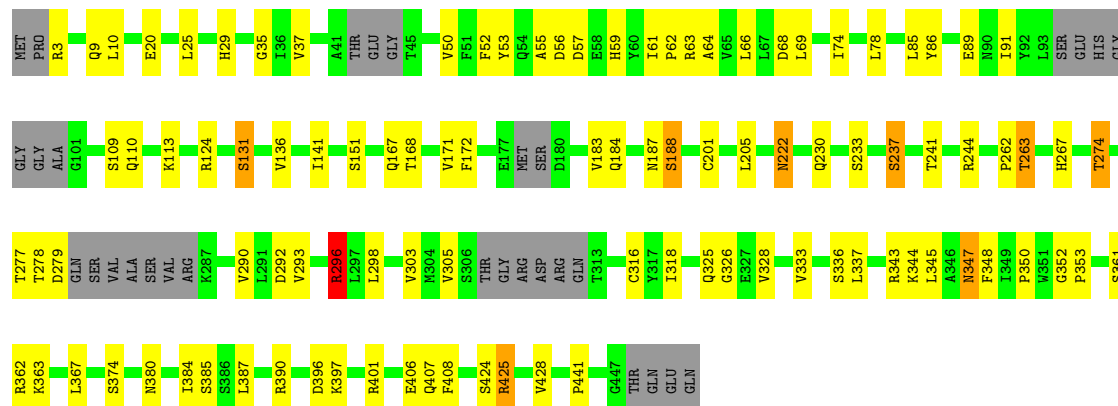 MET PRO R3 Q9 L10 E20 L25 H29 G35 I36 V37 A41 THR GLU GLY T45 V50 F51 F52 Y53 Q54 A55 D56 D57 E58 H59 Y60 I61 P62 R63 A64 V65 L66 L67 D68 L69 I74 L78 L85 Y86 E89 N90 I91 Y92 L93 SER GLU HIS GLY
GLY GLY ALA G101 S109 Q110 K113 R124 S131 V136 I141 S151 Q167 T168 V171 F172 E177 MET SER D180 V183 Q184 N187 S188 C201 L205 N222 Q230 S233 S237 T241 R244 P262 T263 H267 T274
T277 T278 D279 GLN SER VAL ALA SER VAL ARG K287 V290 L291 D292 V293 R296 L297 L298 V303 M304 V305 S306 THR GLY ARG ASP ARG GLN T313 C316 Y317 I318 Q325 G326 E327 V328 V333 S336 L337 R343 K344 L345 A346 N347 F348 I349 P350 W351 G352 P353 S361
R362 K363 L367 S374 N380 I384 S385 S386 L387 R390 D396 K397 R401 E406 Q407 F408 S424 R425 V428 P441 G447 THR GLN GLU GLN